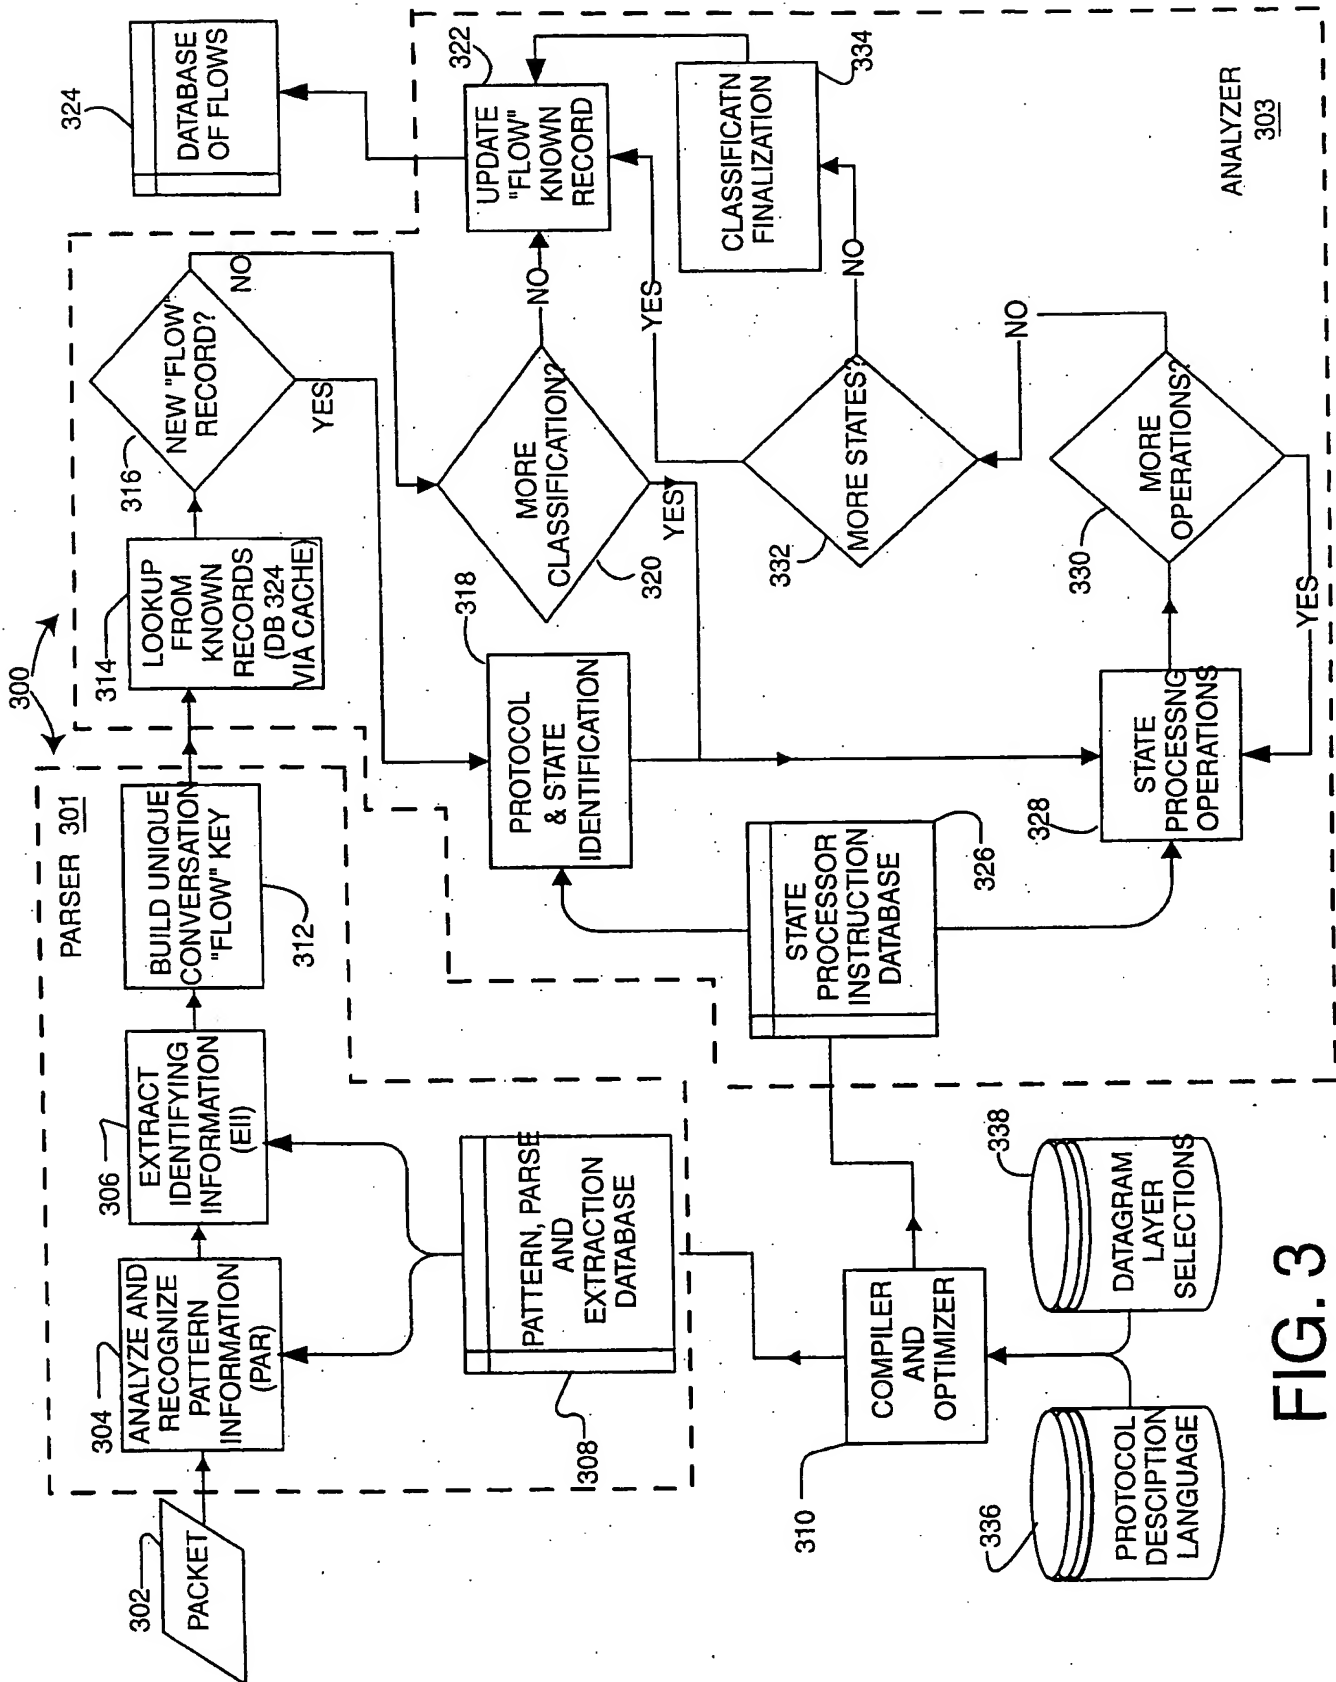 300
PARSER 301
302
PACKET
304
ANALYZE AND
RECOGNIZE
PATTERN
INFORMATION
(PAR)
306
EXTRACT
IDENTIFYING
INFORMATION
(EII)
BUILD UNIQUE
CONVERSATION
"FLOW" KEY
312
314
LOOKUP
FROM
KNOWN
RECORDS
(DB 324
VIA CACHE)
316
NEW "FLOW"
RECORD?
NO
YES
324
DATABASE
OF FLOWS
PATTERN, PARSE
AND
EXTRACTION
DATABASE
308
318
PROTOCOL
& STATE
IDENTIFICATION
MORE
CLASSIFICATION?
320
YES
NO
322
UPDATE
"FLOW"
KNOWN
RECORD
STATE
PROCESSOR
INSTRUCTION
DATABASE
326
332
MORE STATES?
YES
NO
CLASSIFICATN
FINALIZATION
334
310
COMPILER
AND
OPTIMIZER
328
STATE
PROCESSNG
OPERATIONS
330
MORE
OPERATIONS?
NO
YES
336
PROTOCOL
DESCIPTION
LANGUAGE
338
DATAGRAM
LAYER
SELECTIONS
ANALYZER
303
FIG. 3